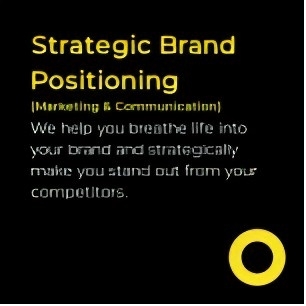 Strategic Brand
Positioning
(Marketing & Communication)
We help you breathe life into
your brand and strategically
make you stand out from your
competitors.